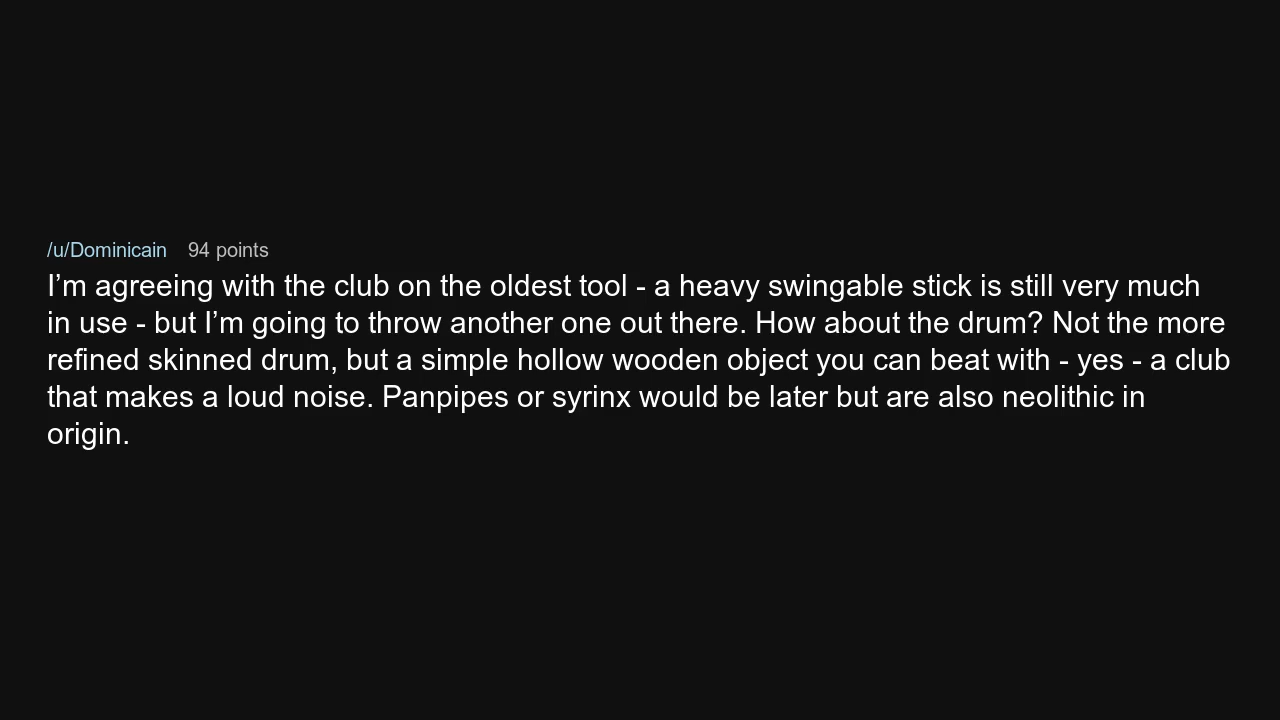 /u/Dominicain 94 points
I’m agreeing with the club on the oldest tool - a heavy swingable stick is still very much
in use - but I’m going to throw another one out there. How about the drum? Not the more
refined skinned drum, but a simple hollow wooden object you can beat with - yes - a club
that makes a loud noise. Panpipes or syrinx would be later but are also neolithic in
origin.